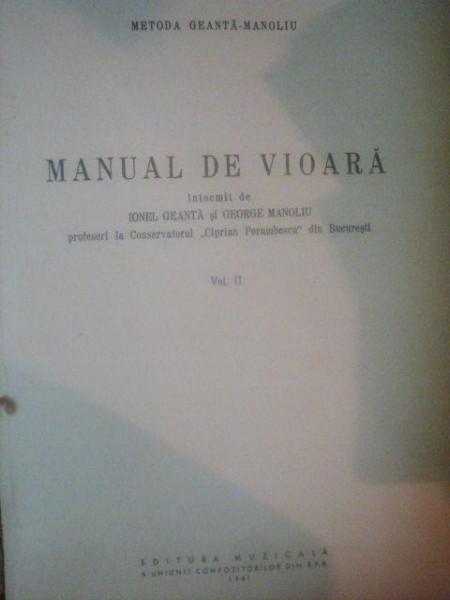 METODA GEANTĂ-MANOLIU
MANUAL DE VIOARĂ
întocmit de
IONEL GEANTĂ și GEORGE MANOLIU
profesori la Conservatorul „Ciprian Porumbescu" din București
Vol. II
EDITURA MUZICALĂ
A UNIUNII COMPOZITORILOR DIN R.P.R.